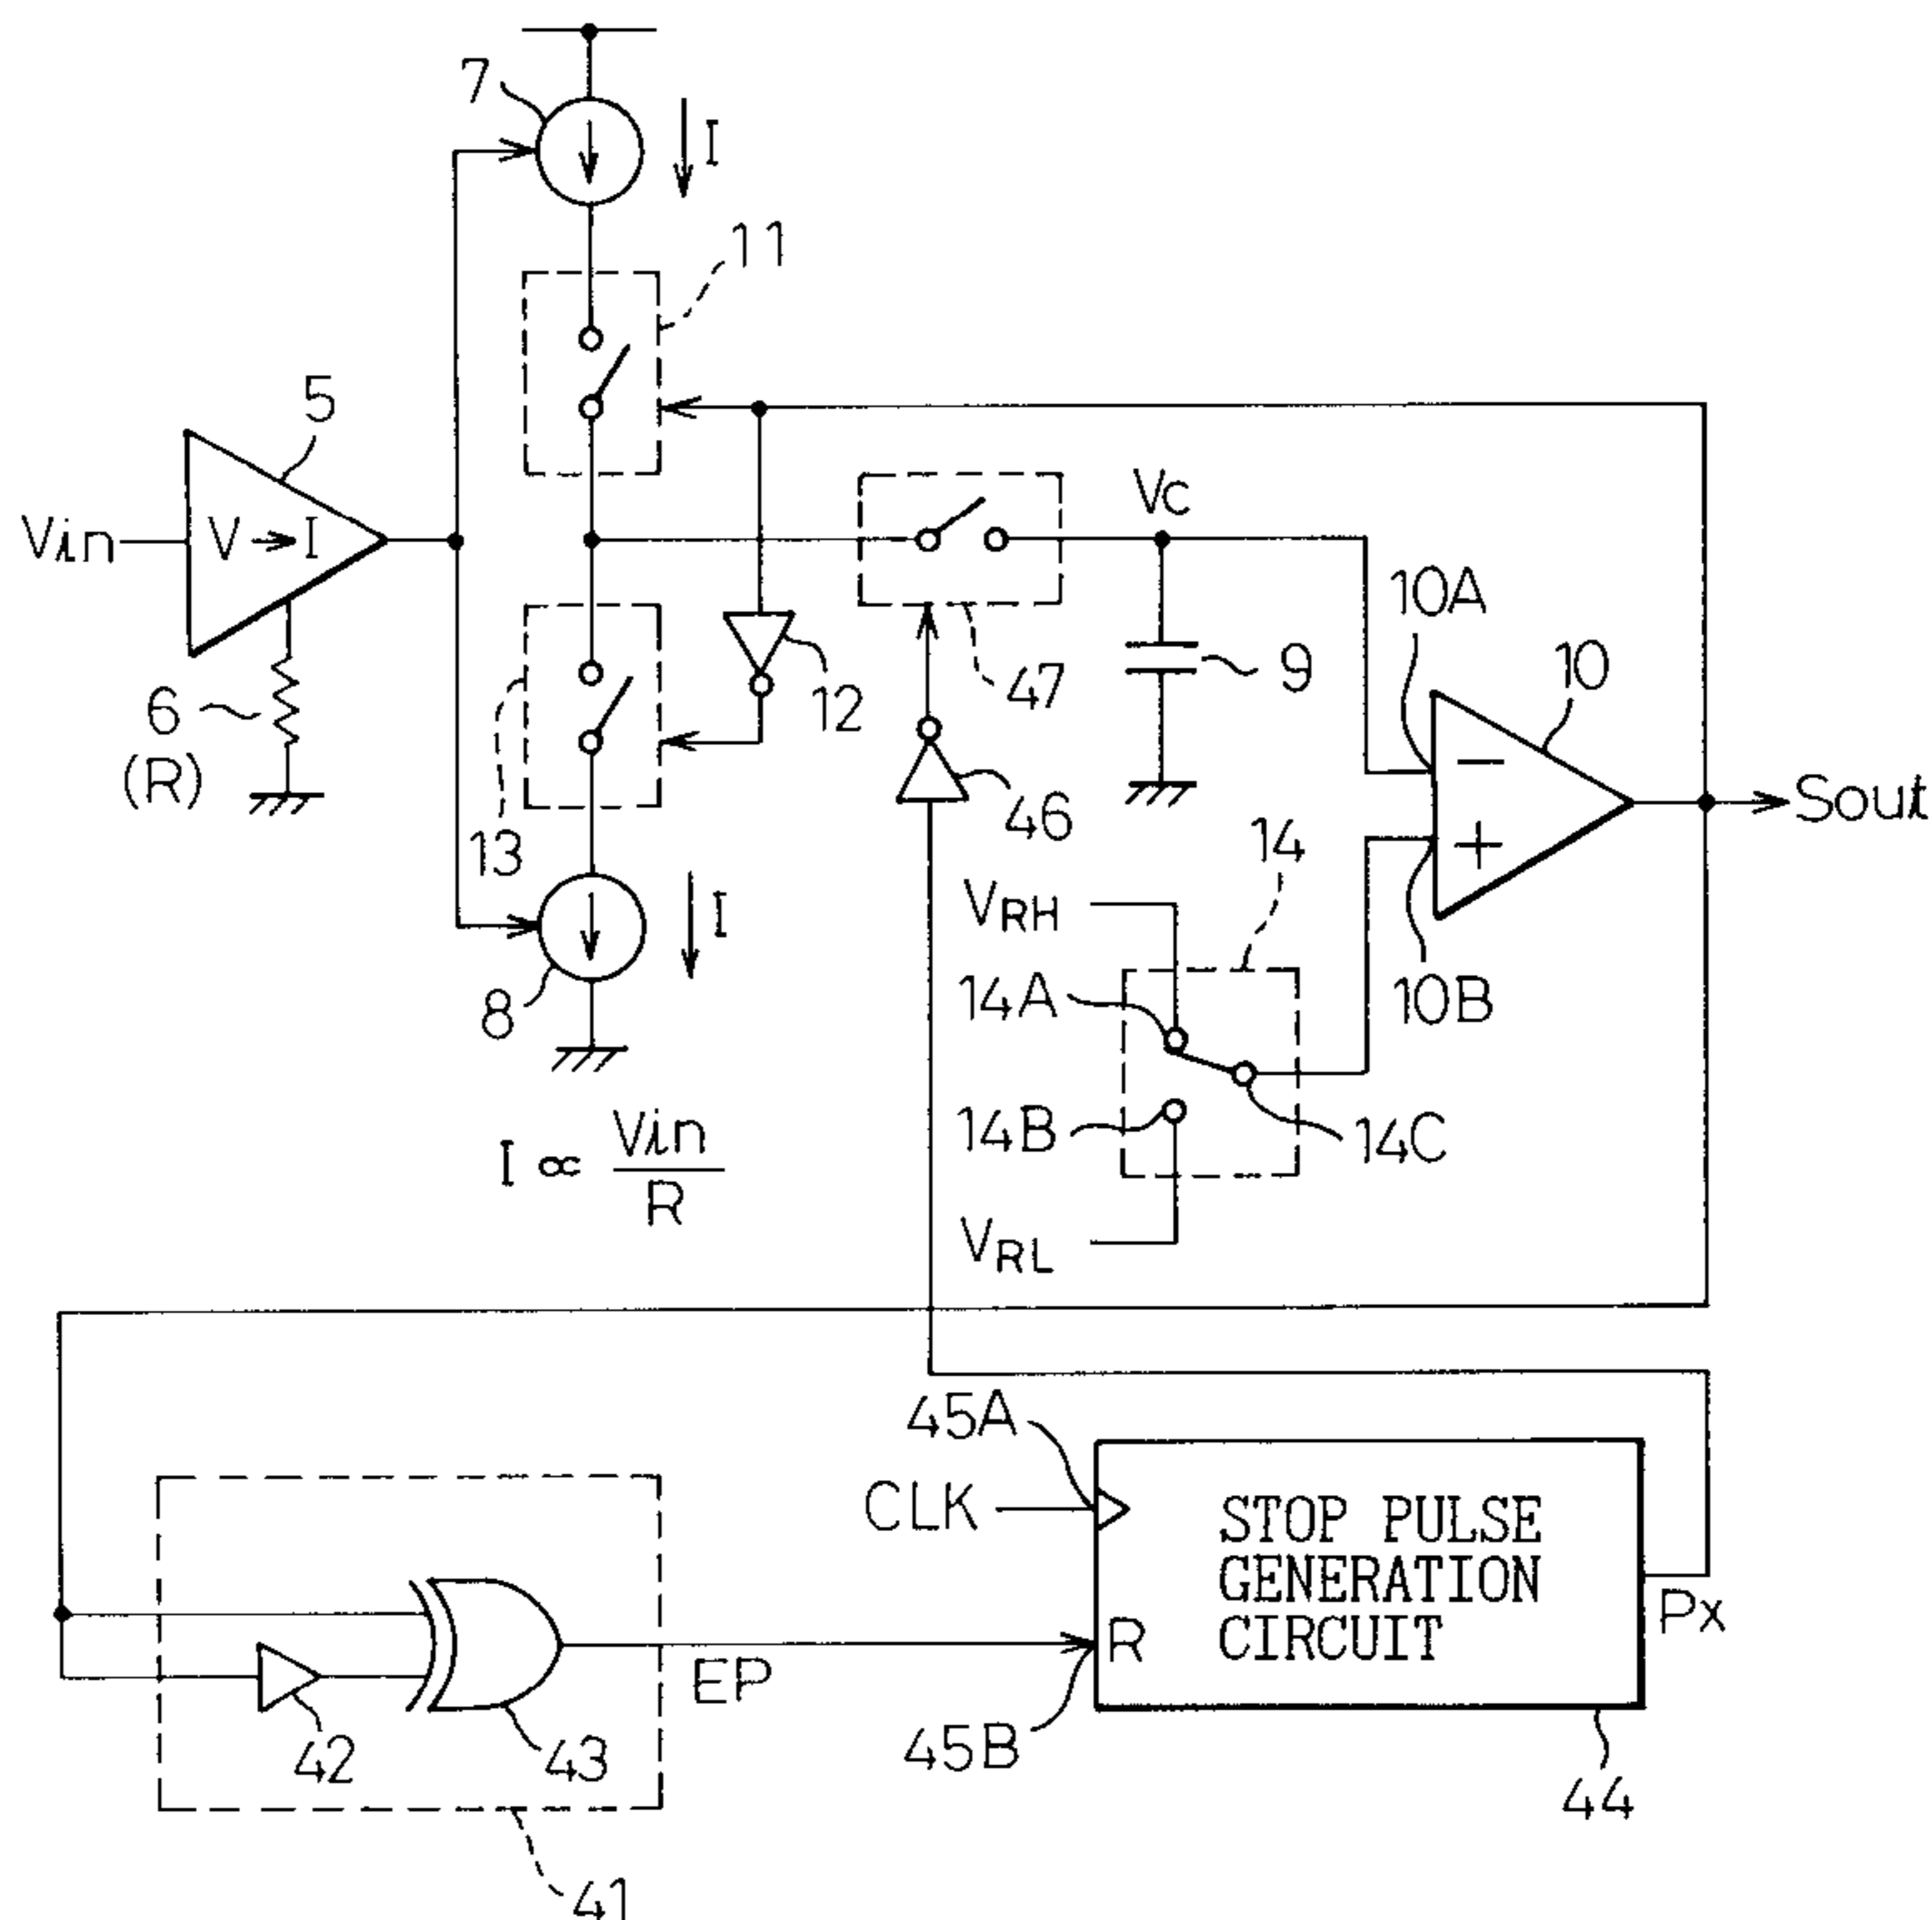 7
I
11
5
Vin
V → I
Vc
10A
10
6
(R)
12
47
9
−
46
Sout
13
14
+
VRH
I
8
14A
10B
14B
14C
I ∝ Vin / R
VRL
45A
CLK
STOP PULSE
GENERATION
CIRCUIT
Px
R
EP
42
43
45B
44
41